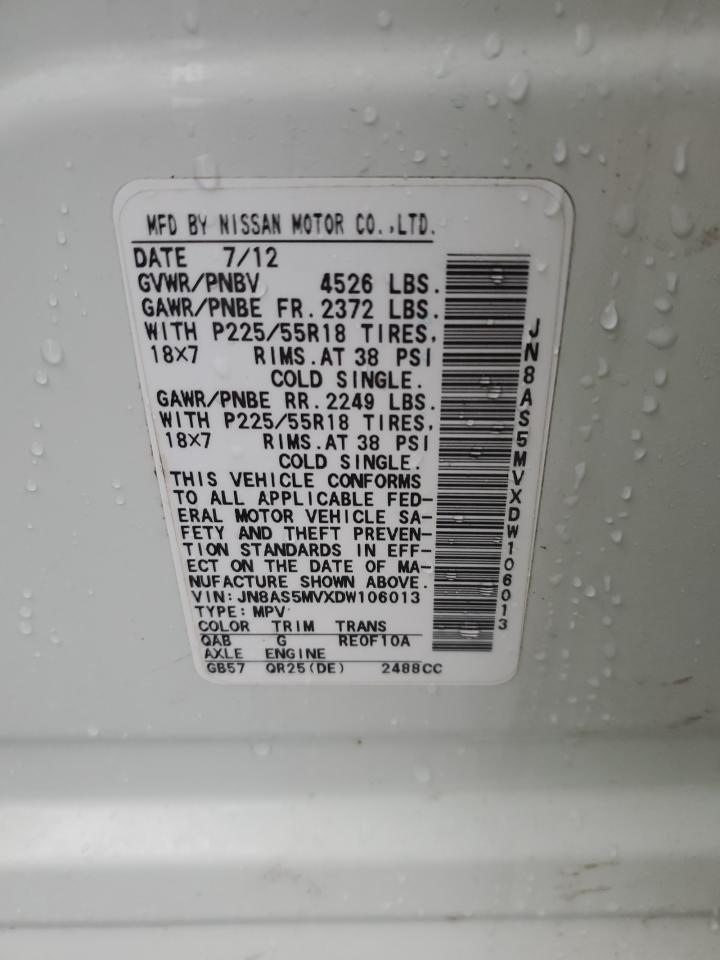 MFD BY NISSAN MOTOR CO.,LTD.
DATE 7/12
GVWR/PNBV 4526 LBS.
GAWR/PNBE FR. 2372 LBS.
WITH P225/55R18 TIRES,
18X7 RIMS.AT 38 PSI
COLD SINGLE.
GAWR/PNBE RR. 2249 LBS.
WITH P225/55R18 TIRES,
18X7 RIMS.AT 38 PSI
COLD SINGLE.
THIS VEHICLE CONFORMS
TO ALL APPLICABLE FED-
ERAL MOTOR VEHICLE SA-
FETY AND THEFT PREVEN-
TION STANDARDS IN EFF-
ECT ON THE DATE OF MA-
NUFACTURE SHOWN ABOVE.
VIN: JN8AS5MVXDW106013
TYPE: MPV
COLOR TRIM TRANS
QAB G RE0F10A
AXLE ENGINE
GB57 QR25(DE) 2488CC
JN8AS5MVXDW106013